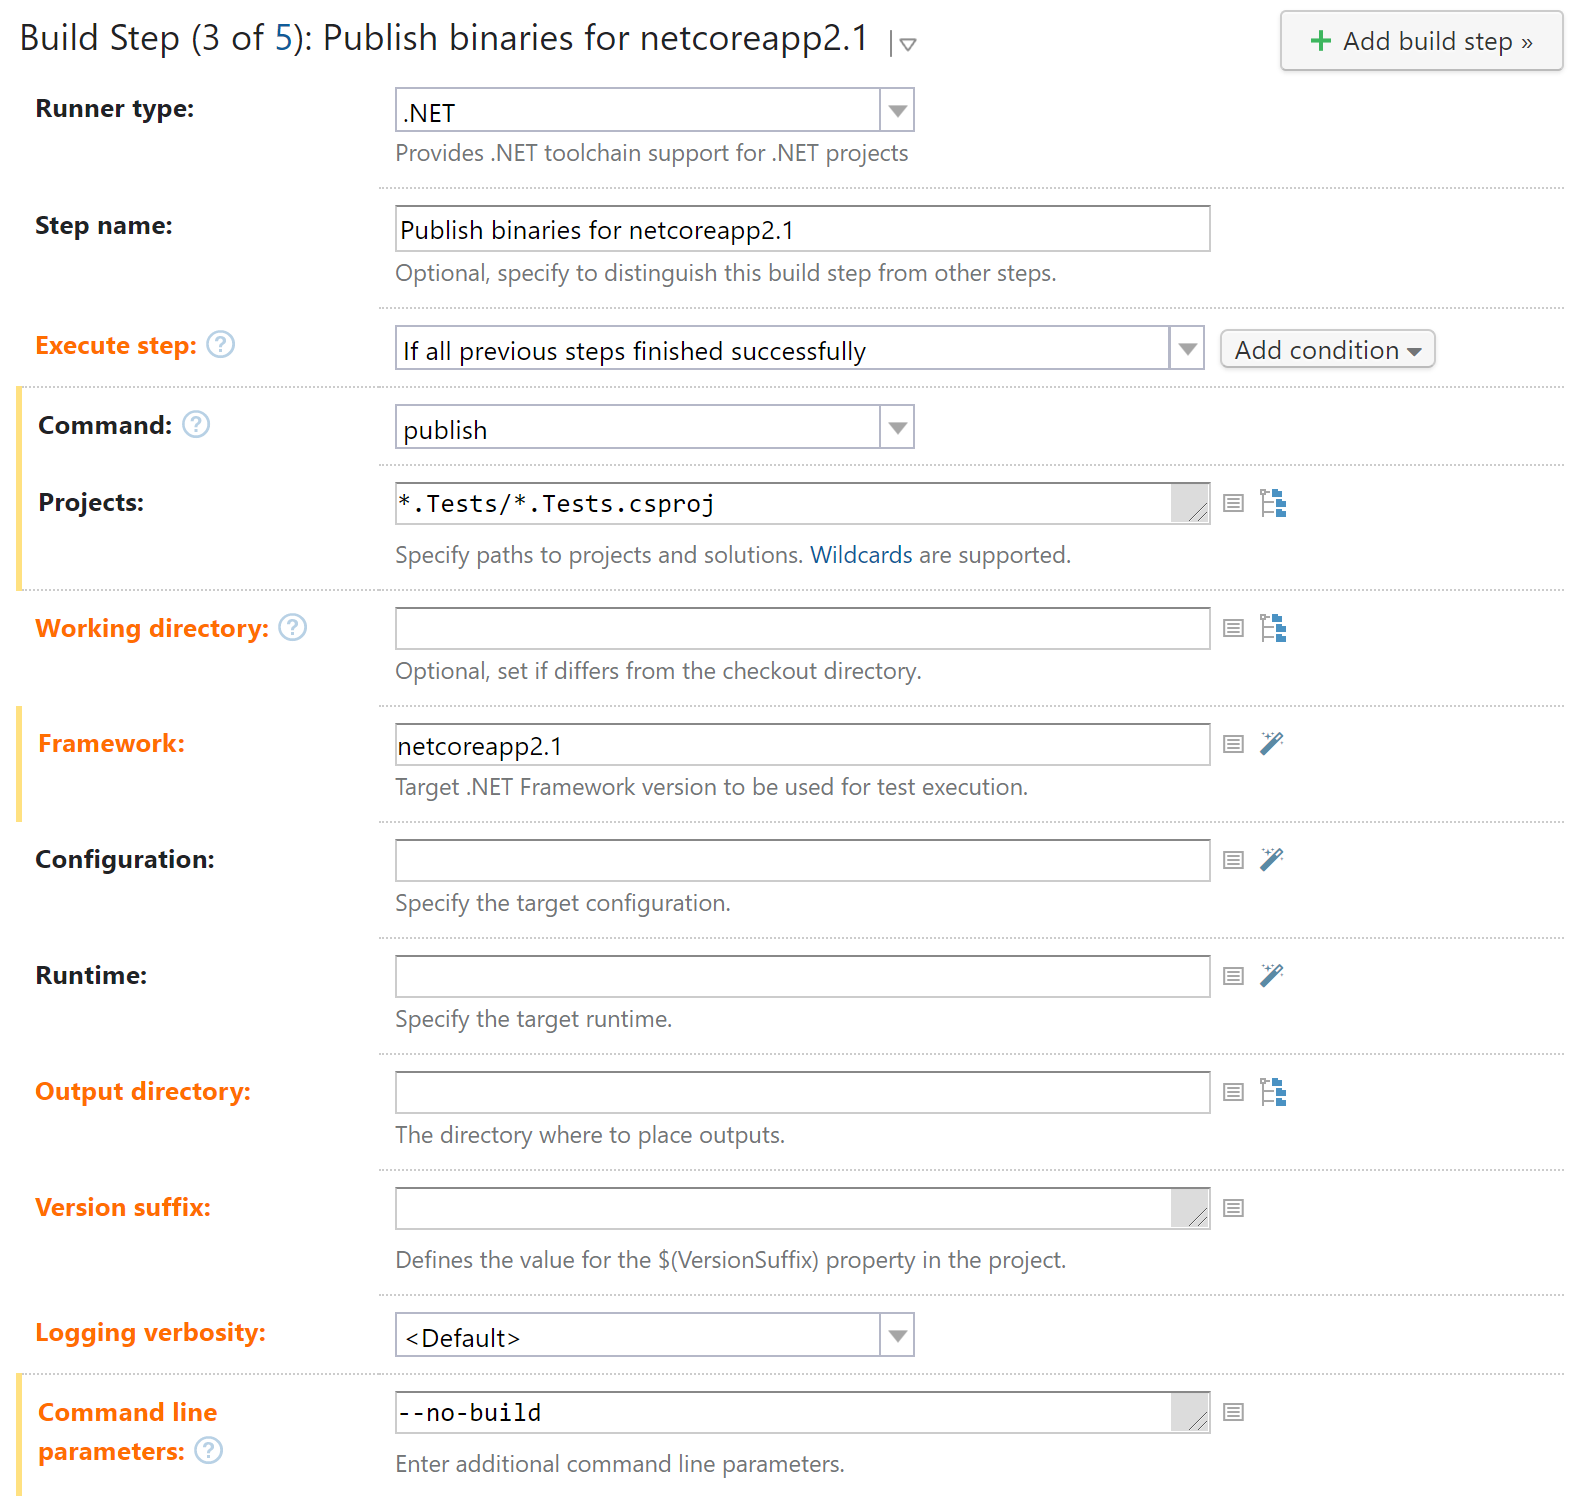 Build Step (3 of 5): Publish binaries for netcoreapp2.1
Add build step »
Runner type:
.NET
Provides .NET toolchain support for .NET projects
Step name:
Publish binaries for netcoreapp2.1
Optional, specify to distinguish this build step from other steps.
Execute step: ?
If all previous steps finished successfully
Add condition
Command: ?
publish
Projects:
*.Tests/*.Tests.csproj
Specify paths to projects and solutions. Wildcards are supported.
Working directory: ?
Optional, set if differs from the checkout directory.
Framework:
netcoreapp2.1
Target .NET Framework version to be used for test execution.
Configuration:
Specify the target configuration.
Runtime:
Specify the target runtime.
Output directory:
The directory where to place outputs.
Version suffix:
Defines the value for the $(VersionSuffix) property in the project.
Logging verbosity:
<Default>
Command line
parameters: ?
--no-build
Enter additional command line parameters.